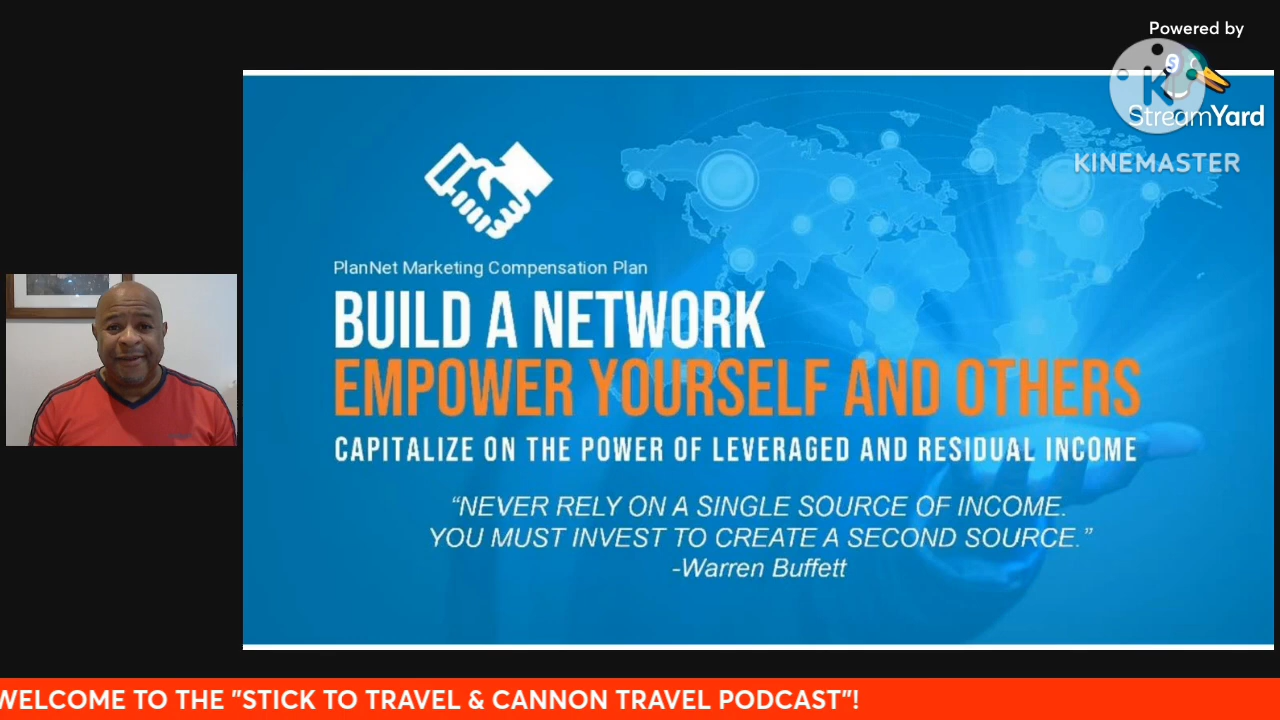 Powered by
StreamYard
KINEMASTER
PlanNet Marketing Compensation Plan
BUILD A NETWORK
EMPOWER YOURSELF AND OTHERS
CAPITALIZE ON THE POWER OF LEVERAGED AND RESIDUAL INCOME
“NEVER RELY ON A SINGLE SOURCE OF INCOME.
YOU MUST INVEST TO CREATE A SECOND SOURCE.”
-Warren Buffett
WELCOME TO THE "STICK TO TRAVEL & CANNON TRAVEL PODCAST"!